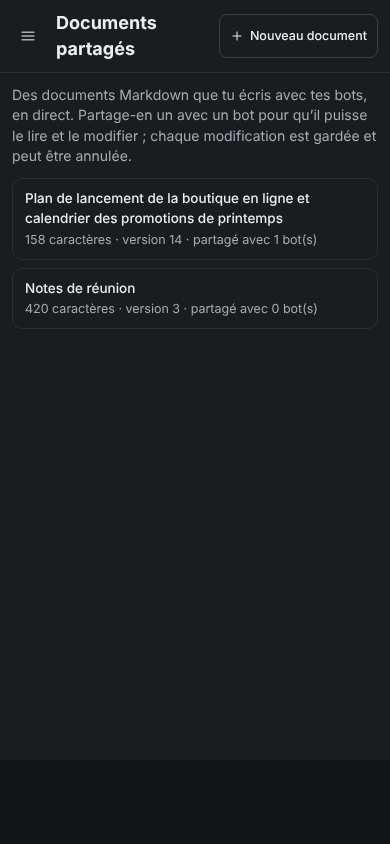 Documents
partagés
Nouveau document
Des documents Markdown que tu écris avec tes bots,
en direct. Partage-en un avec un bot pour qu’il puisse
le lire et le modifier ; chaque modification est gardée et
peut être annulée.
Plan de lancement de la boutique en ligne et
calendrier des promotions de printemps
158 caractères · version 14 · partagé avec 1 bot(s)
Notes de réunion
420 caractères · version 3 · partagé avec 0 bot(s)